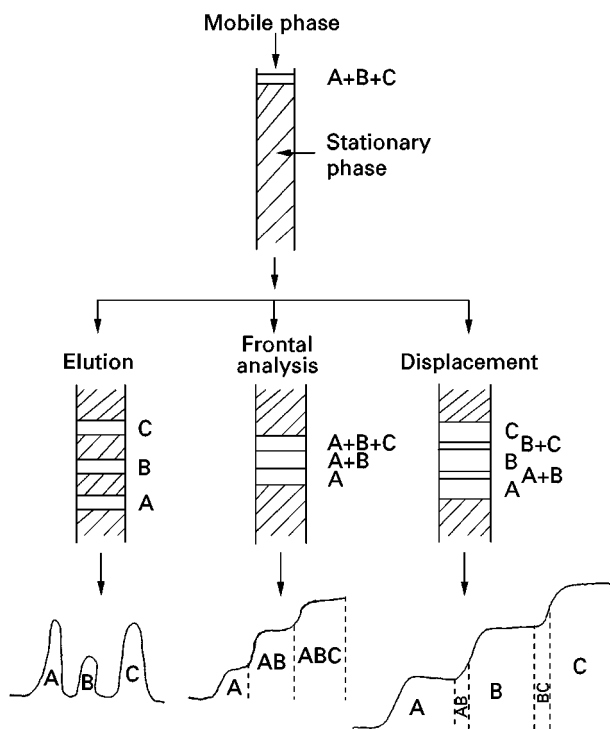 Mobile phase
A+B+C
Stationary
phase
Elution
Frontal
analysis
Displacement
C
B
A
A+B+C
A+B
A
C
B+C
B
A+B
A
A
B
C
A
AB
ABC
A
AB
B
BC
C